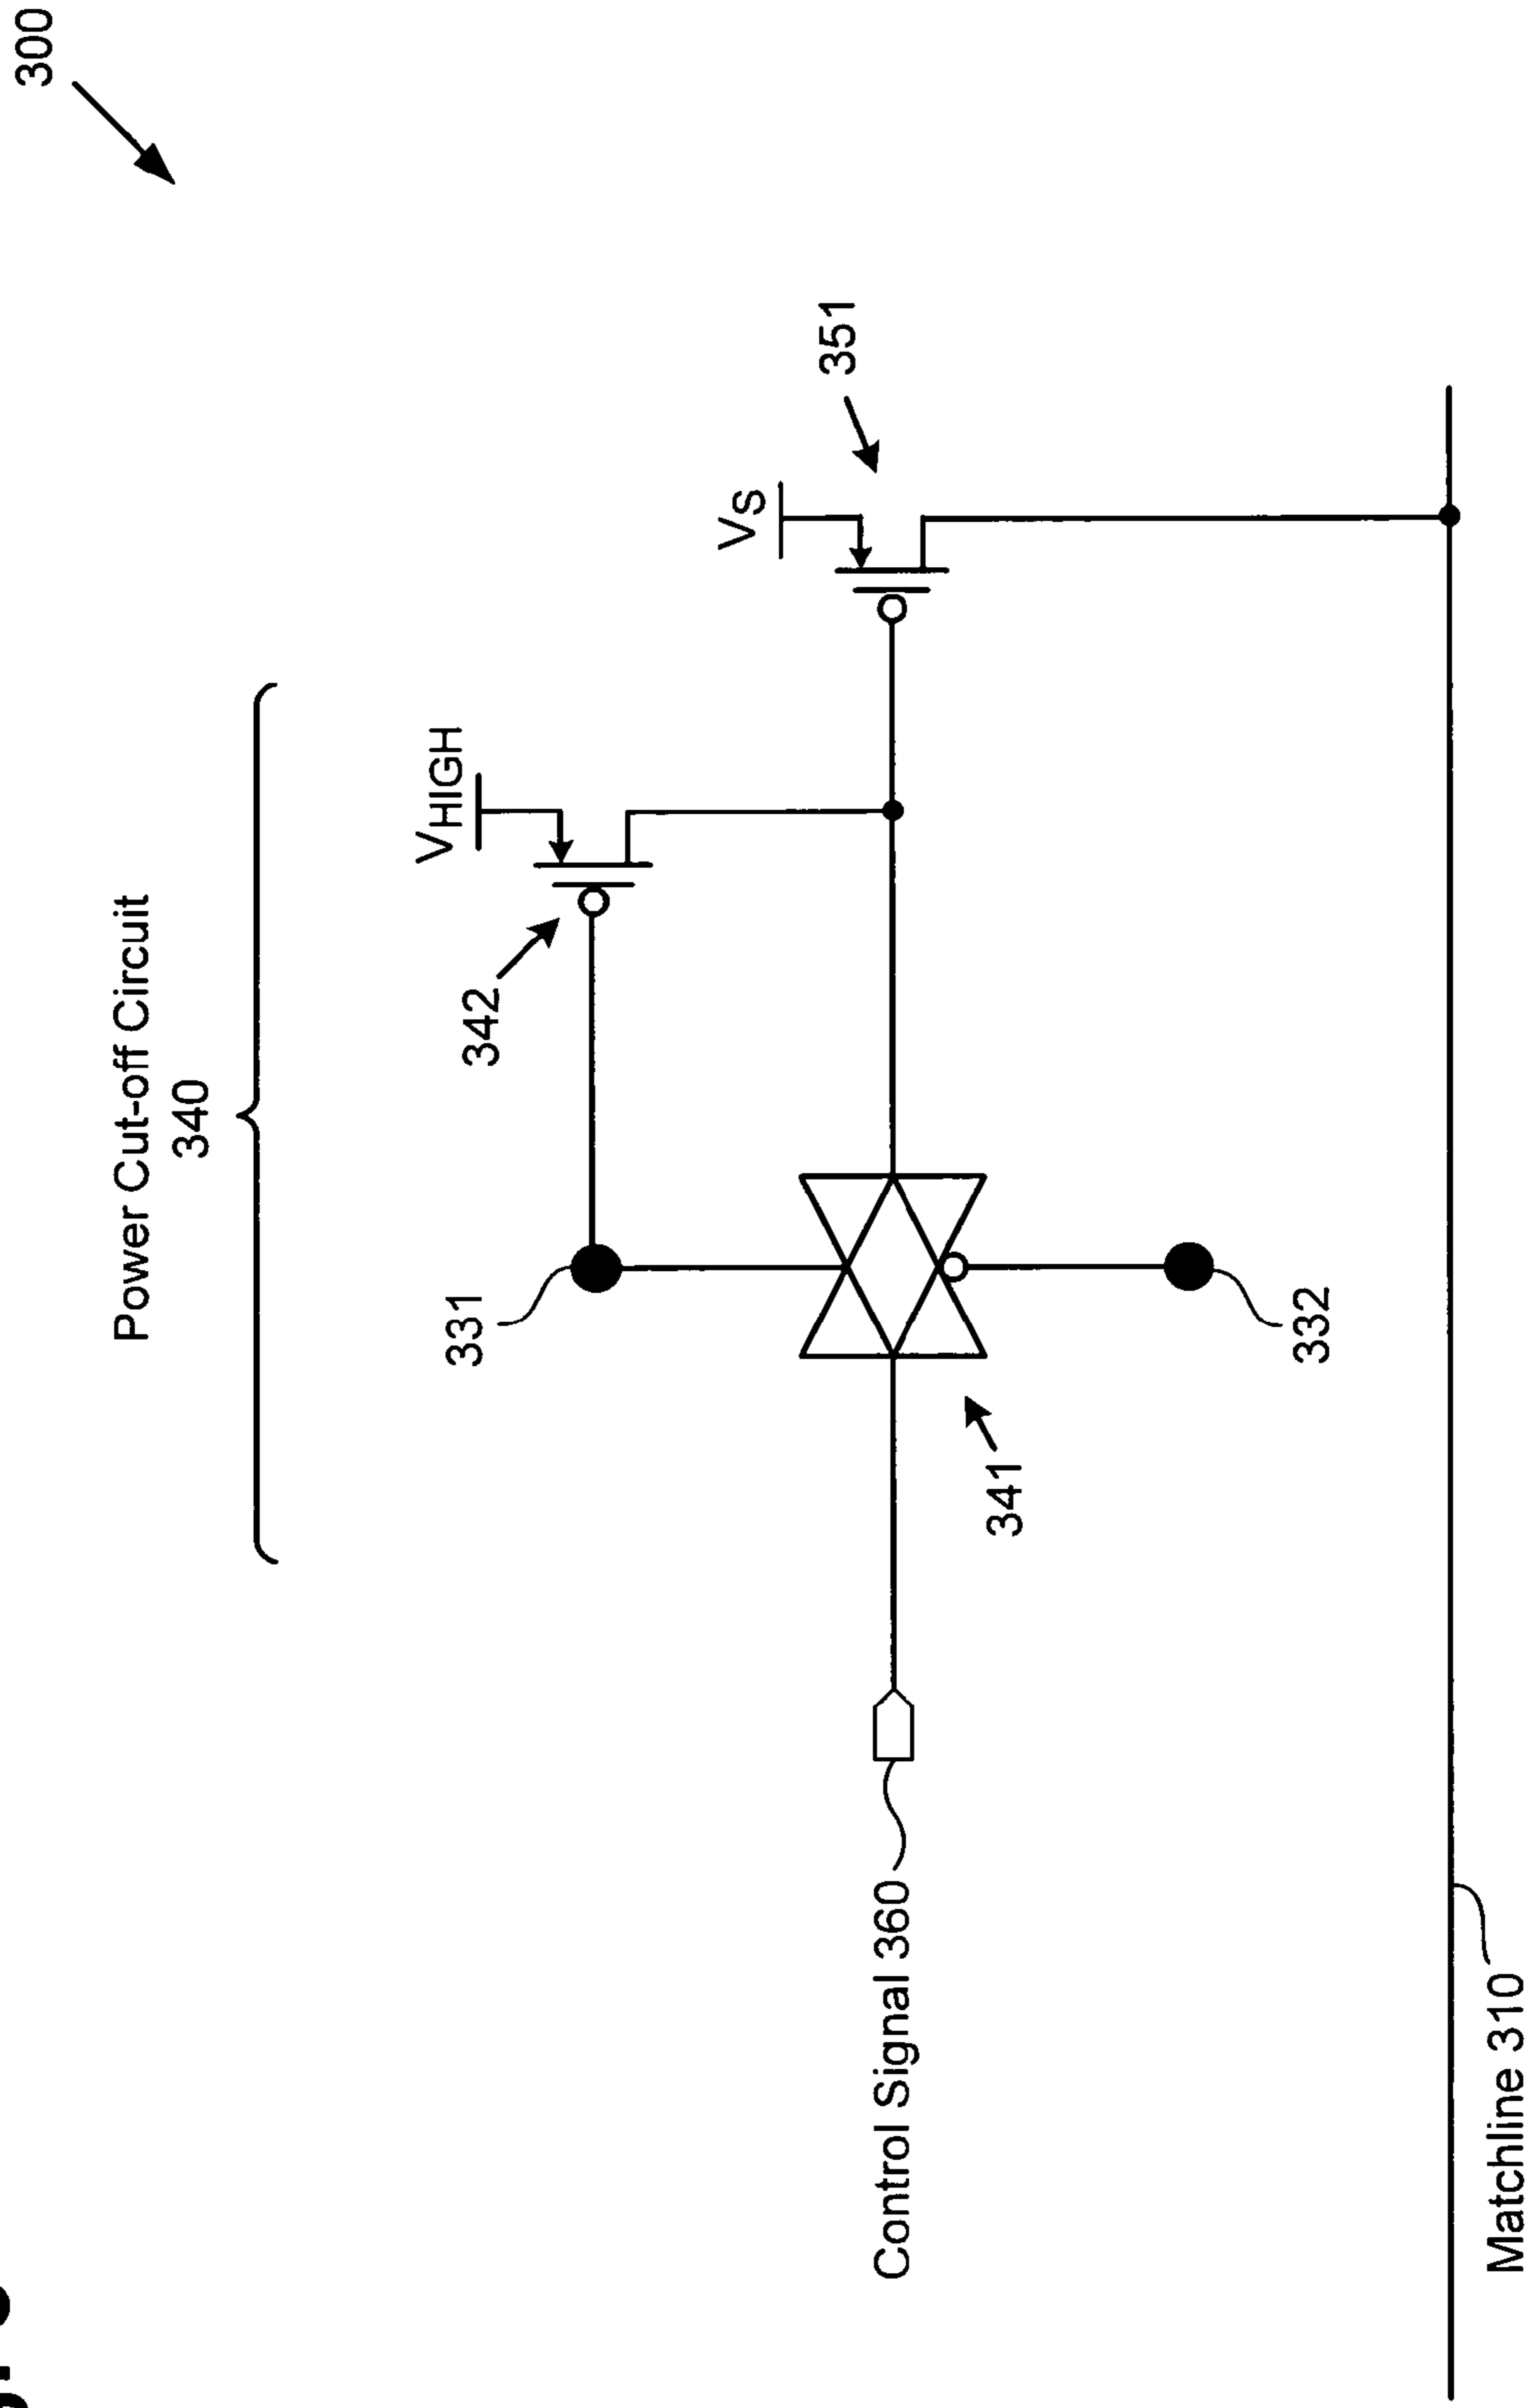 300
Power Cut-off Circuit
340
VHIGH
342
331
VS
351
341
332
Control Signal 360
Matchline 310